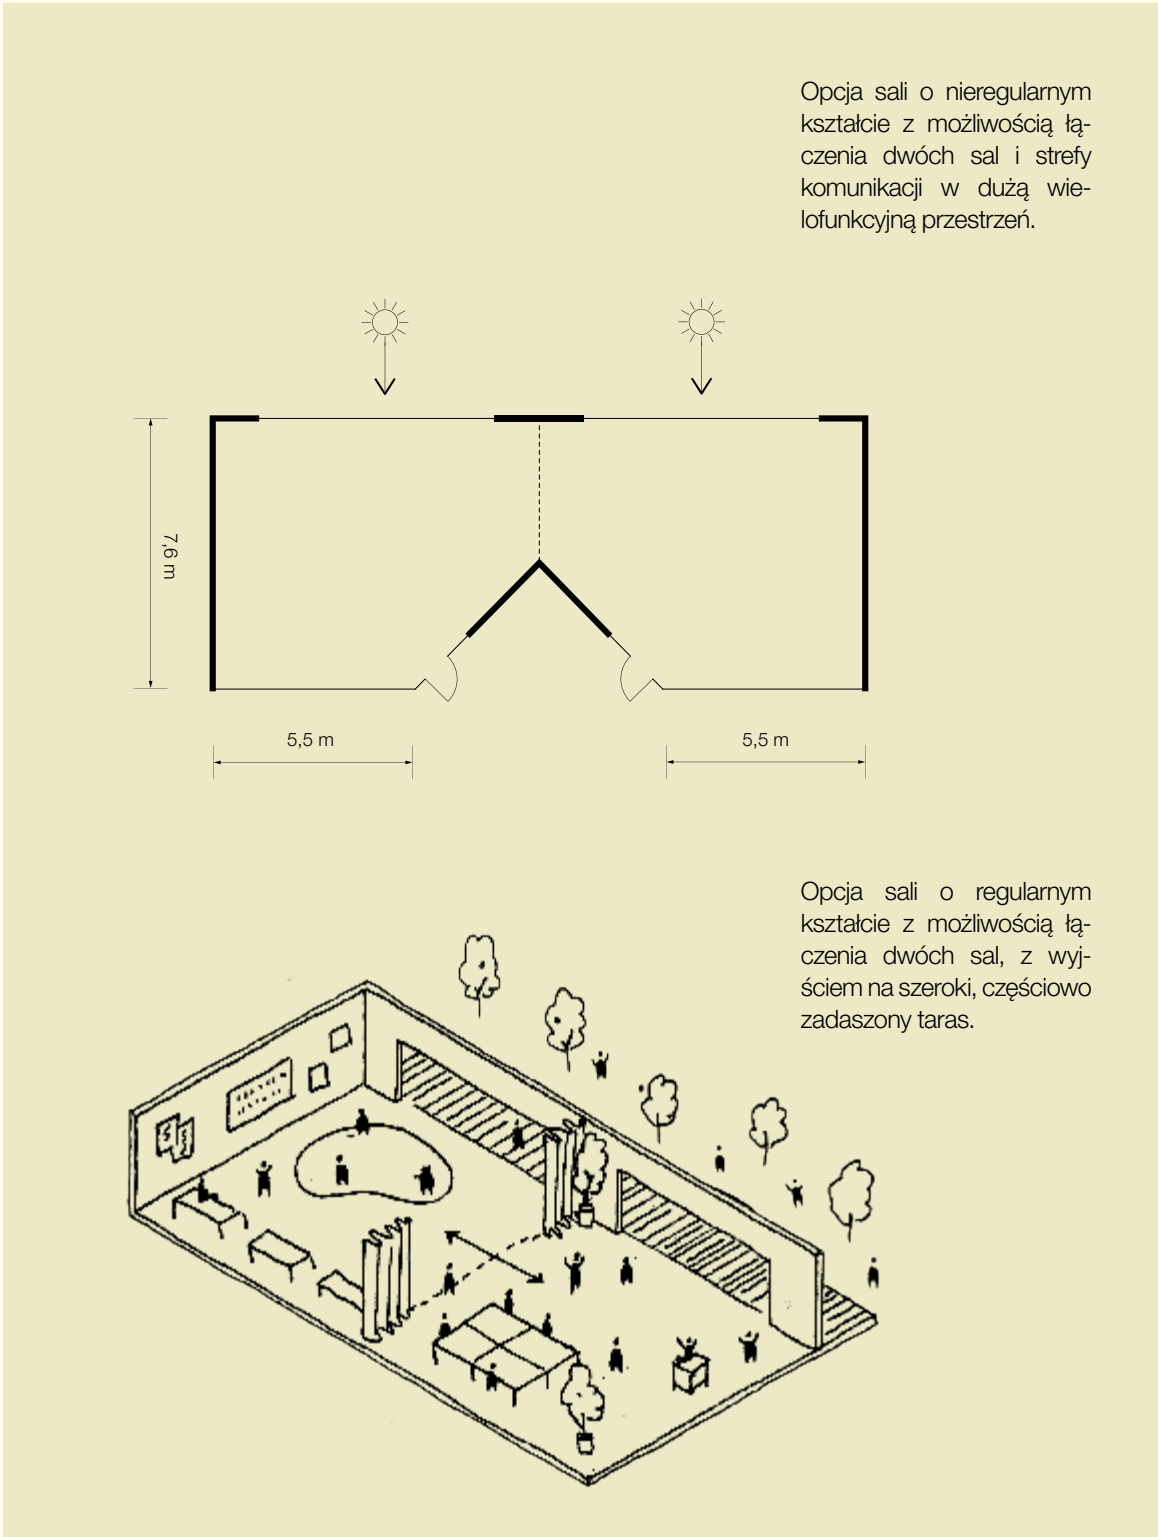 Opcja sali o nieregularnym
kształcie z możliwością łą-
czenia dwóch sal i strefy
komunikacji w dużą wie-
lofunkcyjną przestrzeń.
7,6 m
5,5 m
5,5 m
Opcja sali o regularnym
kształcie z możliwością łą-
czenia dwóch sal, z wyj-
ściem na szeroki, częściowo
zadaszony taras.